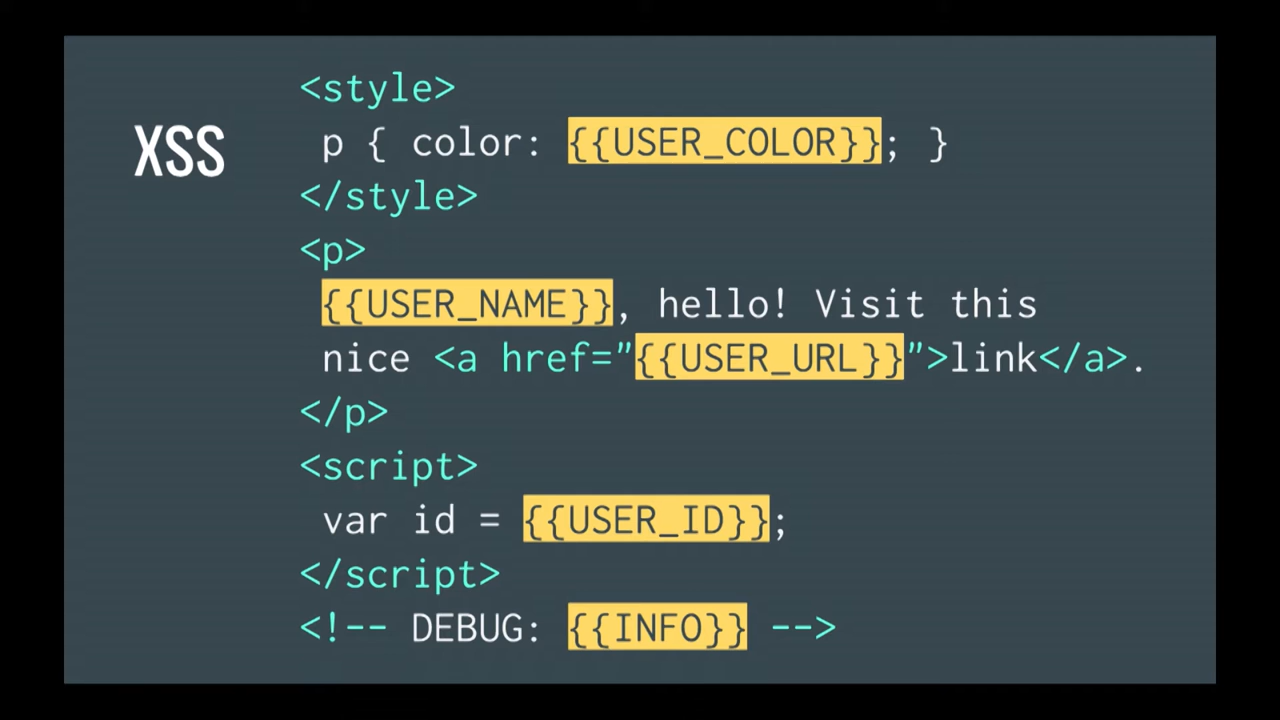 XSS
<style>
p { color: {{USER_COLOR}}; }
</style>
<p>
{{USER_NAME}}, hello! Visit this
nice <a href="{{USER_URL}}">link</a>.
</p>
<script>
var id = {{USER_ID}};
</script>
<!-- DEBUG: {{INFO}} -->